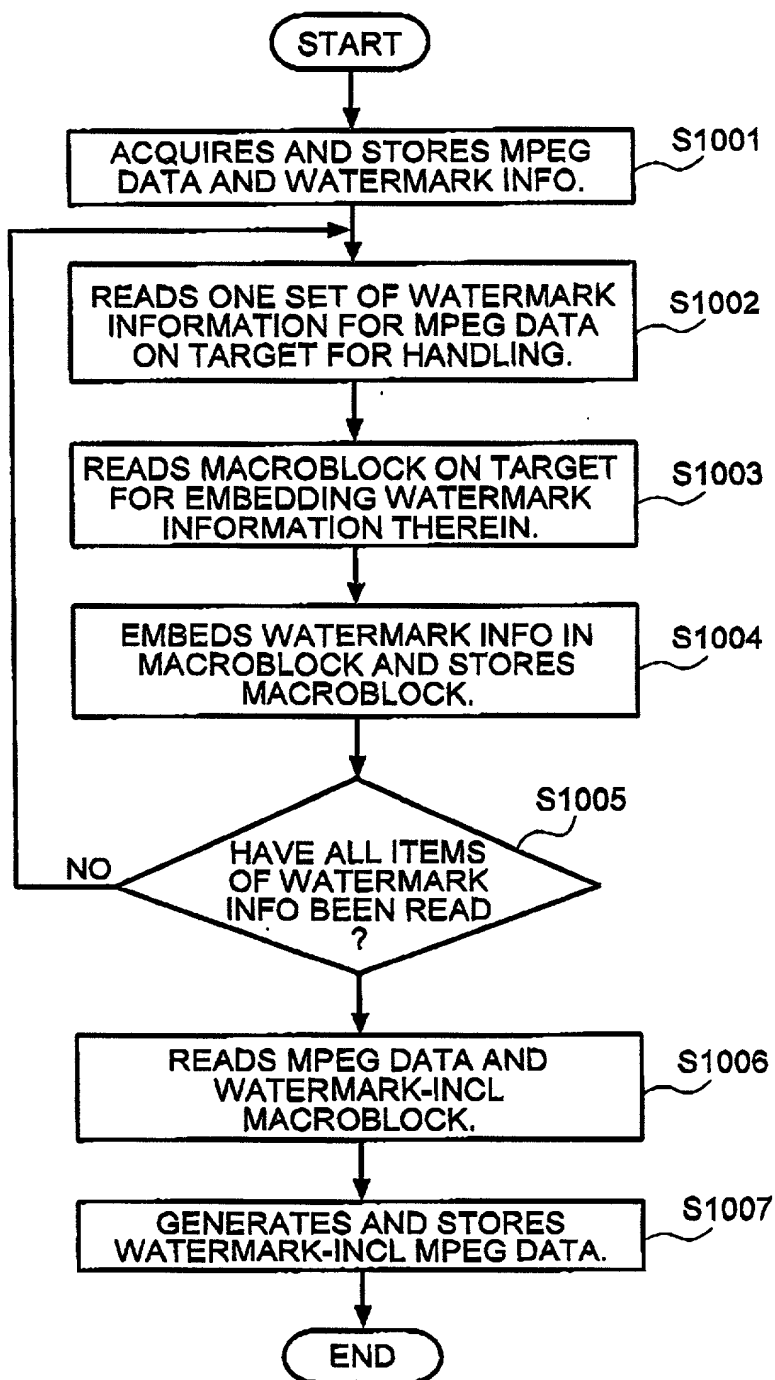 START
ACQUIRES AND STORES MPEG
DATA AND WATERMARK INFO.
S1001
READS ONE SET OF WATERMARK
INFORMATION FOR MPEG DATA
ON TARGET FOR HANDLING.
S1002
READS MACROBLOCK ON TARGET
FOR EMBEDDING WATERMARK
INFORMATION THEREIN.
S1003
EMBEDS WATERMARK INFO IN
MACROBLOCK AND STORES
MACROBLOCK.
S1004
S1005
NO
HAVE ALL ITEMS
OF WATERMARK
INFO BEEN READ
?
READS MPEG DATA AND
WATERMARK-INCL
MACROBLOCK.
S1006
GENERATES AND STORES
WATERMARK-INCL MPEG DATA.
S1007
END